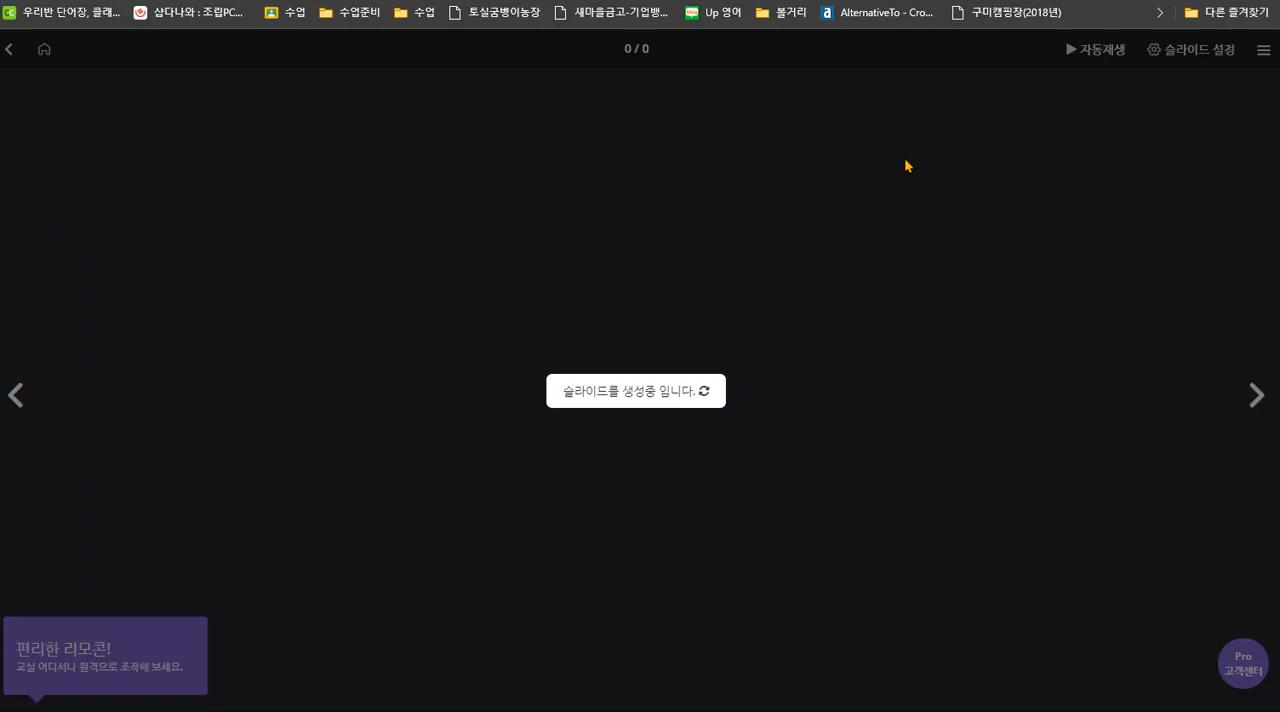 우리반 단어장, 클래... 샵다나와 : 조립PC... 수업 수업준비 수업 토실굼벵이농장 새마을금고-기업뱅... Up 영어 볼거리 AlternativeTo - Cro... 구미캠핑장(2018년) 다른 즐겨찾기
0 / 0 자동재생 슬라이드 설정
슬라이드를 생성중 입니다.
편리한 리모콘!
교실 어디서나 원격으로 조작해 보세요.
Pro
고객센터